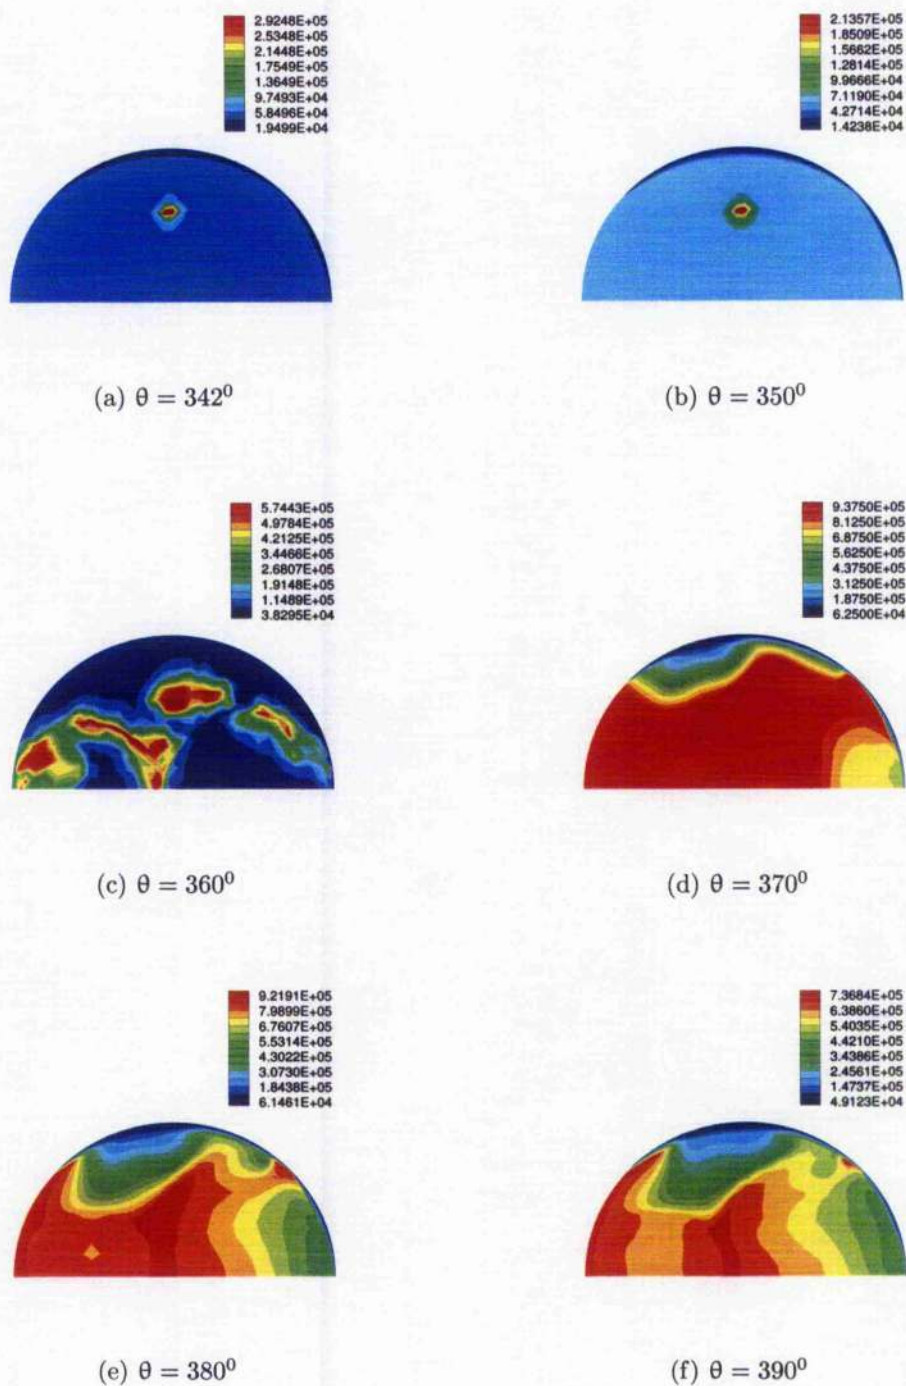 2.9248E+05
2.5348E+05
2.1448E+05
1.7549E+05
1.3649E+05
9.7493E+04
5.8496E+04
1.9499E+04
2.1357E+05
1.8509E+05
1.5662E+05
1.2814E+05
9.9666E+04
7.1190E+04
4.2714E+04
1.4238E+04
(a) θ = 342⁰
(b) θ = 350⁰
5.7443E+05
4.9784E+05
4.2125E+05
3.4466E+05
2.6807E+05
1.9148E+05
1.1489E+05
3.8295E+04
9.3750E+05
8.1250E+05
6.8750E+05
5.6250E+05
4.3750E+05
3.1250E+05
1.8750E+05
6.2500E+04
(c) θ = 360⁰
(d) θ = 370⁰
9.2191E+05
7.9899E+05
6.7607E+05
5.5314E+05
4.3022E+05
3.0730E+05
1.8438E+05
6.1461E+04
7.3684E+05
6.3860E+05
5.4035E+05
4.4210E+05
3.4386E+05
2.4561E+05
1.4737E+05
4.9123E+04
(e) θ = 380⁰
(f) θ = 390⁰